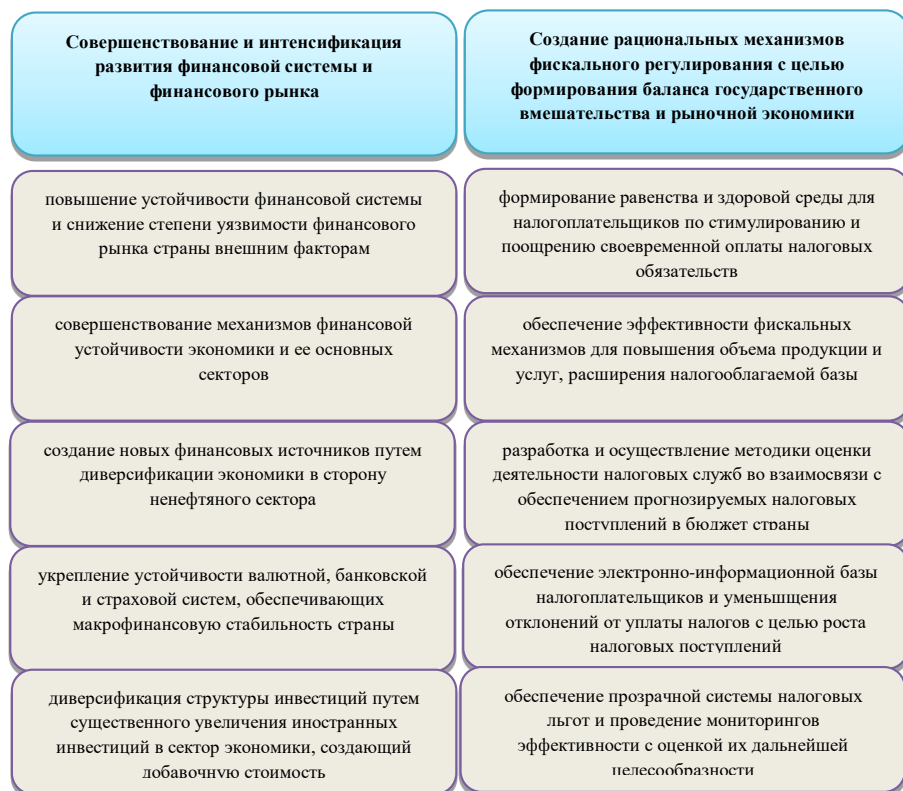 Совершенствование и интенсификация
развития финансовой системы и
финансового рынка
Создание рациональных механизмов
фискального регулирования с целью
формирования баланса государственного
вмешательства и рыночной экономики
повышение устойчивости финансовой системы
и снижение степени уязвимости финансового
рынка страны внешним факторам
формирование равенства и здоровой среды для
налогоплательщиков по стимулированию и
поощрению своевременной оплаты налоговых
обязательств
совершенствование механизмов финансовой
устойчивости экономики и ее основных
секторов
обеспечение эффективности фискальных
механизмов для повышения объема продукции и
услуг, расширения налогооблагаемой базы
создание новых финансовых источников путем
диверсификации экономики в сторону
ненефтяного сектора
разработка и осуществление методики оценки
деятельности налоговых служб во взаимосвязи с
обеспечением прогнозируемых налоговых
поступлений в бюджет страны
укрепление устойчивости валютной, банковской
и страховой систем, обеспечивающих
макрофинансовую стабильность страны
обеспечение электронно-информационной базы
налогоплательщиков и уменьшщения
отклонений от уплаты налогов с целью роста
налоговых поступлений
диверсификация структуры инвестиций путем
существенного увеличения иностранных
инвестиций в сектор экономики, создающий
добавочную стоимость
обеспечение прозрачной системы налоговых
льгот и проведение мониторингов
эффективности с оценкой их дальнейшей
целесообразности